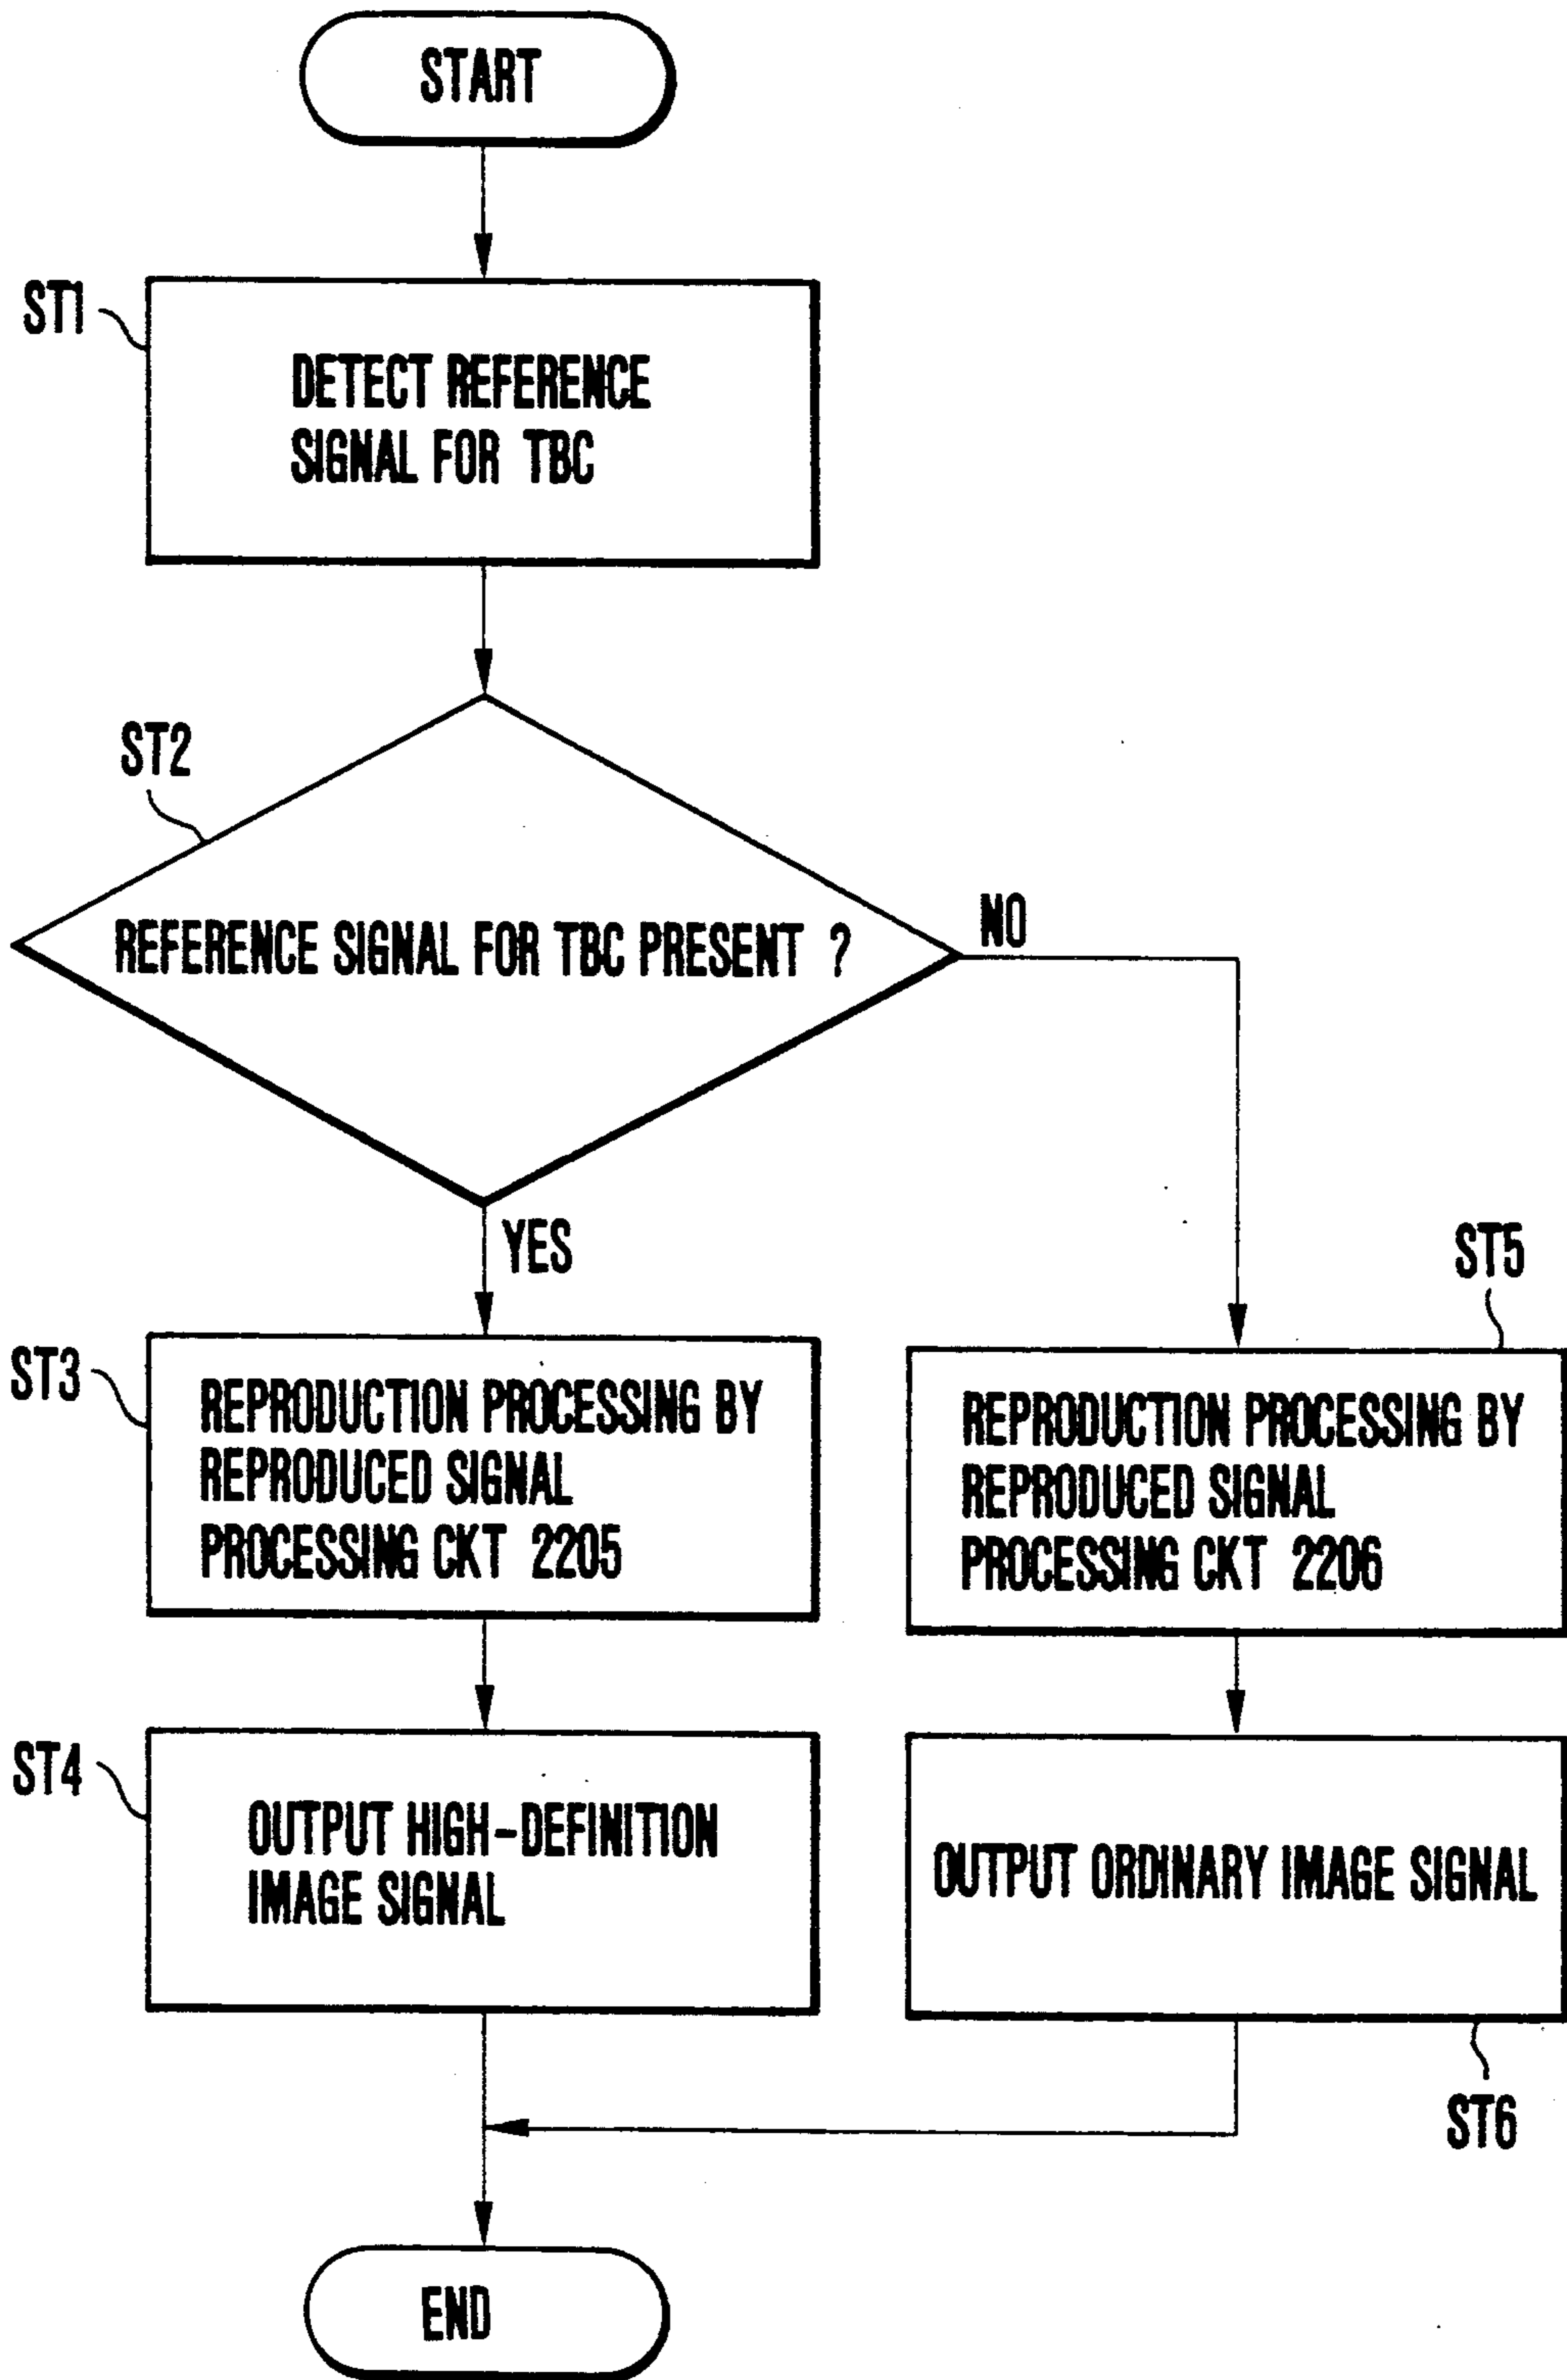 START
ST1
DETECT REFERENCE
SIGNAL FOR TBC
ST2
REFERENCE SIGNAL FOR TBC PRESENT ?
NO
YES
ST3
REPRODUCTION PROCESSING BY
REPRODUCED SIGNAL
PROCESSING CKT 2205
ST5
REPRODUCTION PROCESSING BY
REPRODUCED SIGNAL
PROCESSING CKT 2206
ST4
OUTPUT HIGH-DEFINITION
IMAGE SIGNAL
OUTPUT ORDINARY IMAGE SIGNAL
ST6
END